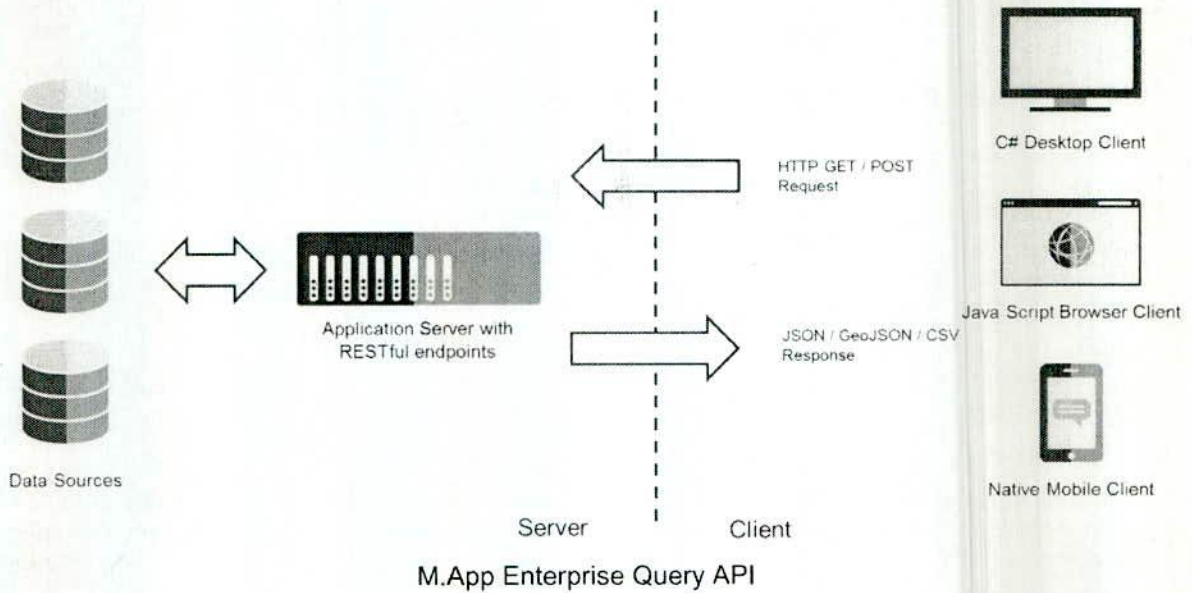 C# Desktop Client
HTTP GET / POST
Request
Java Script Browser Client
Application Server with
RESTful endpoints
JSON / GeoJSON / CSV
Response
Data Sources
Native Mobile Client
Server
Client
M.App Enterprise Query API